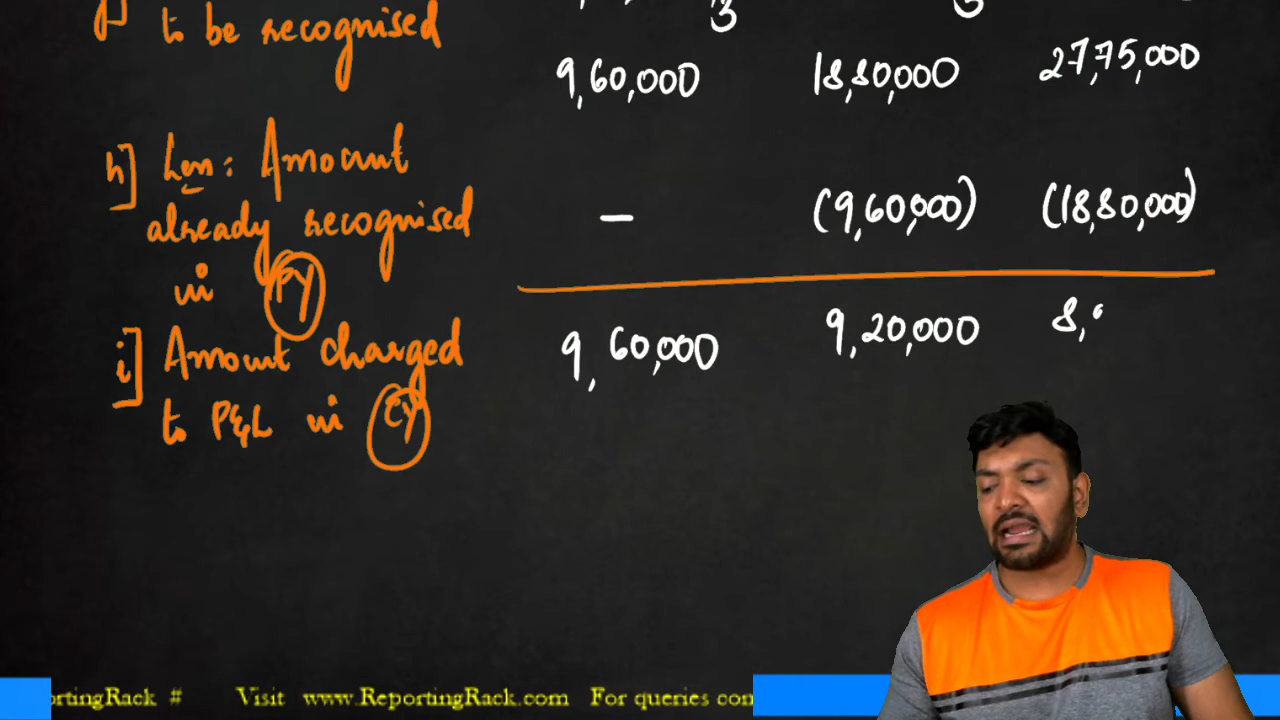 to be recognised
9,60,000 18,80,000 27,75,000
h] Less: Amount
already recognised
in PY
— (9,60,000) (18,80,000)
i] Amount charged
to P&L in CY
9,60,000 9,20,000 8,
ortingRack # Visit www.ReportingRack.com For queries con